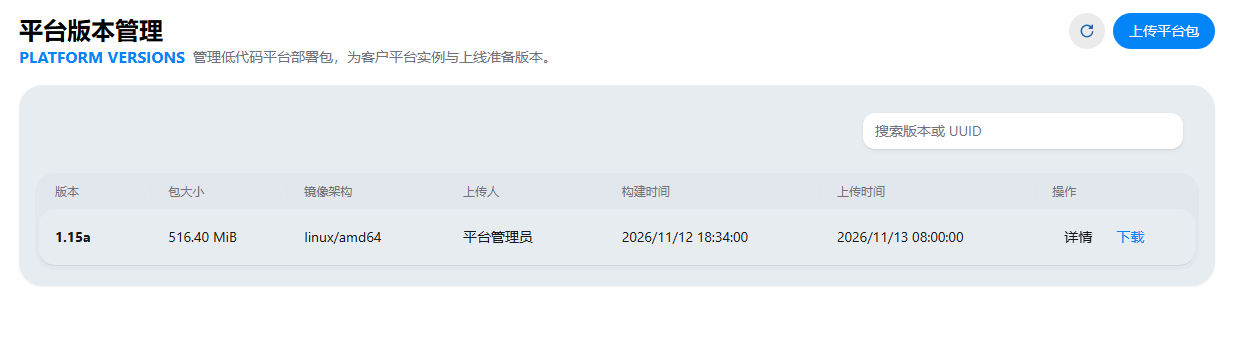 平台版本管理
上传平台包
PLATFORM VERSIONS 管理低代码平台部署包，为客户平台实例与上线准备版本。
搜索版本或 UUID
版本 包大小 镜像架构 上传人 构建时间 上传时间 操作
1.15a 516.40 MiB linux/amd64 平台管理员 2026/11/12 18:34:00 2026/11/13 08:00:00 详情 下载